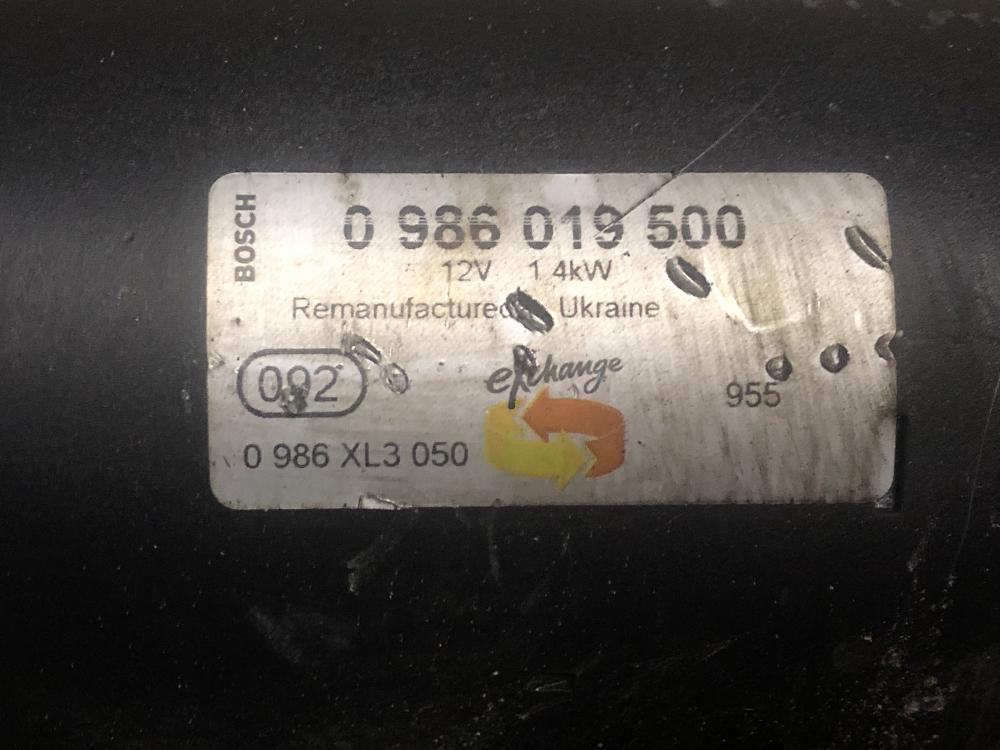 BOSCH
0 986 019 500
12V 1.4kW
Remanufactured Ukraine
002
exchange
955
0 986 XL3 050